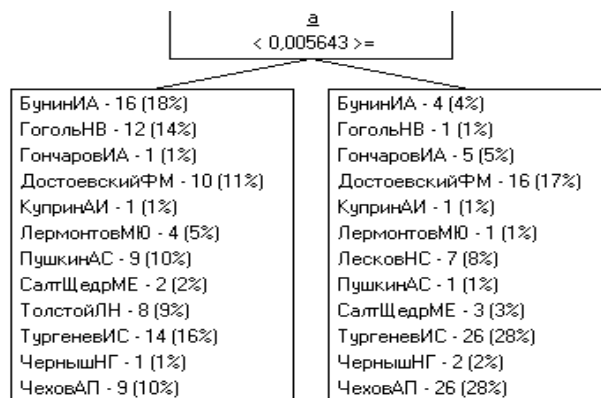 а
< 0,005643 >=
БунинИА - 16 (18%)
ГогольНВ - 12 (14%)
ГончаровИА - 1 (1%)
ДостоевскийФМ - 10 (11%)
КупринАИ - 1 (1%)
ЛермонтовМЮ - 4 (5%)
ПушкинАС - 9 (10%)
СалтЩедрМЕ - 2 (2%)
ТолстойЛН - 8 (9%)
ТургеневИС - 14 (16%)
ЧернышНГ - 1 (1%)
ЧеховАП - 9 (10%)
БунинИА - 4 (4%)
ГогольНВ - 1 (1%)
ГончаровИА - 5 (5%)
ДостоевскийФМ - 16 (17%)
КупринАИ - 1 (1%)
ЛермонтовМЮ - 1 (1%)
ЛесковНС - 7 (8%)
ПушкинАС - 1 (1%)
СалтЩедрМЕ - 3 (3%)
ТургеневИС - 26 (28%)
ЧернышНГ - 2 (2%)
ЧеховАП - 26 (28%)